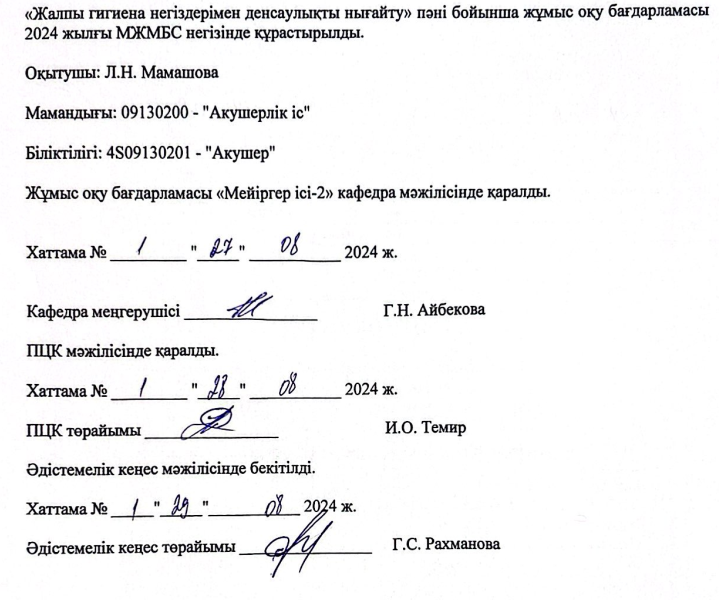 «Жалпы гигиена негіздерімен денсаулықты нығайту» пәні бойынша жұмыс оқу бағдарламасы
2024 жылғы МЖМБС негізінде құрастырылды.
Оқытушы: Л.Н. Мамашова
Мамандығы: 09130200 - "Акушерлік іс"
Біліктілігі: 4S09130201 - "Акушер"
Жұмыс оқу бағдарламасы «Мейіргер ісі-2» кафедра мәжілісінде қаралды.
Хаттама № 1 "27" 08 2024 ж.
Кафедра меңгерушісі Г.Н. Айбекова
ПЦК мәжілісінде қаралды.
Хаттама № 1 "28" 08 2024 ж.
ПЦК төрайымы И.О. Темир
Әдістемелік кеңес мәжілісінде бекітілді.
Хаттама № 1 "29" 08 2024 ж.
Әдістемелік кеңес төрайымы Г.С. Рахманова